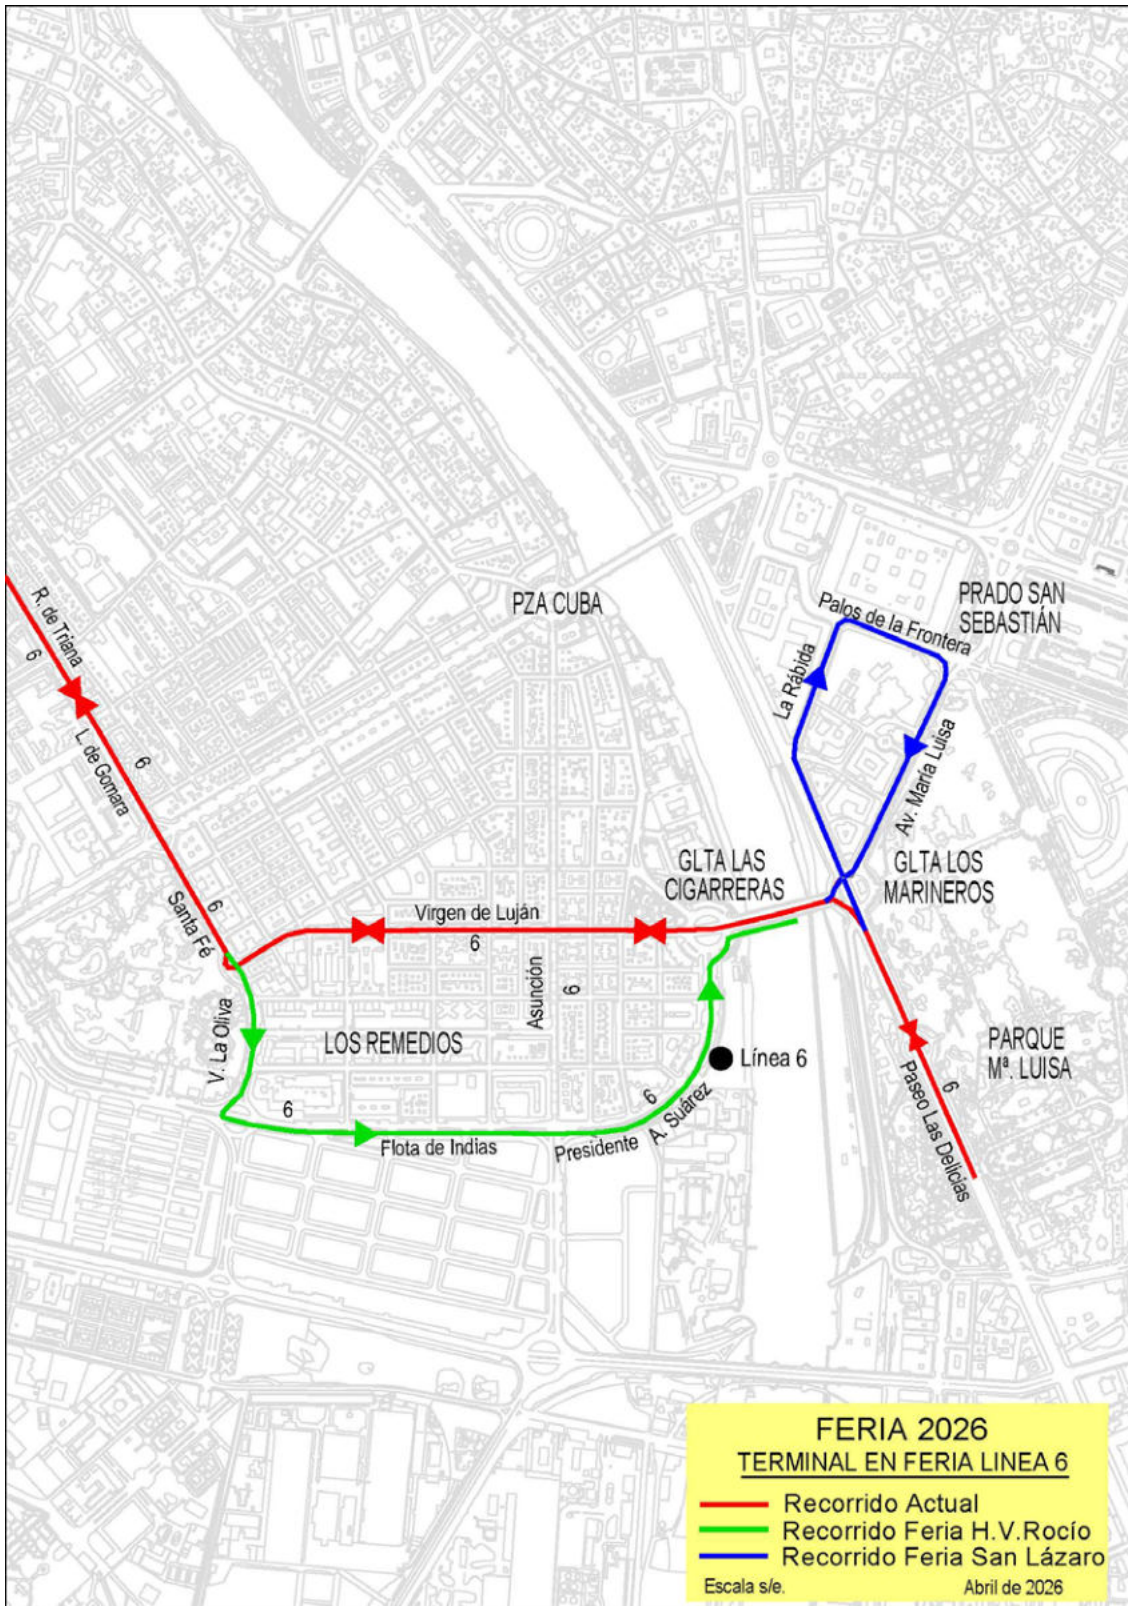 PZA CUBA
PRADO SAN
SEBASTIÁN
Palos de la Frontera
La Rábida
Av. María Luisa
R. de Triana
6
L. de Gomara
6
GLTA LAS
CIGARRERAS
GLTA LOS
MARINEROS
Santa Fé
6
Virgen de Luján
6
Asunción
6
V. La Oliva
LOS REMEDIOS
Línea 6
PARQUE
Mª. LUISA
Paseo Las Delicias
6
6
Flota de Indias
Presidente
A. Suárez
6
FERIA 2026
TERMINAL EN FERIA LINEA 6
Recorrido Actual
Recorrido Feria H.V.Rocío
Recorrido Feria San Lázaro
Escala s/e.
Abril de 2026